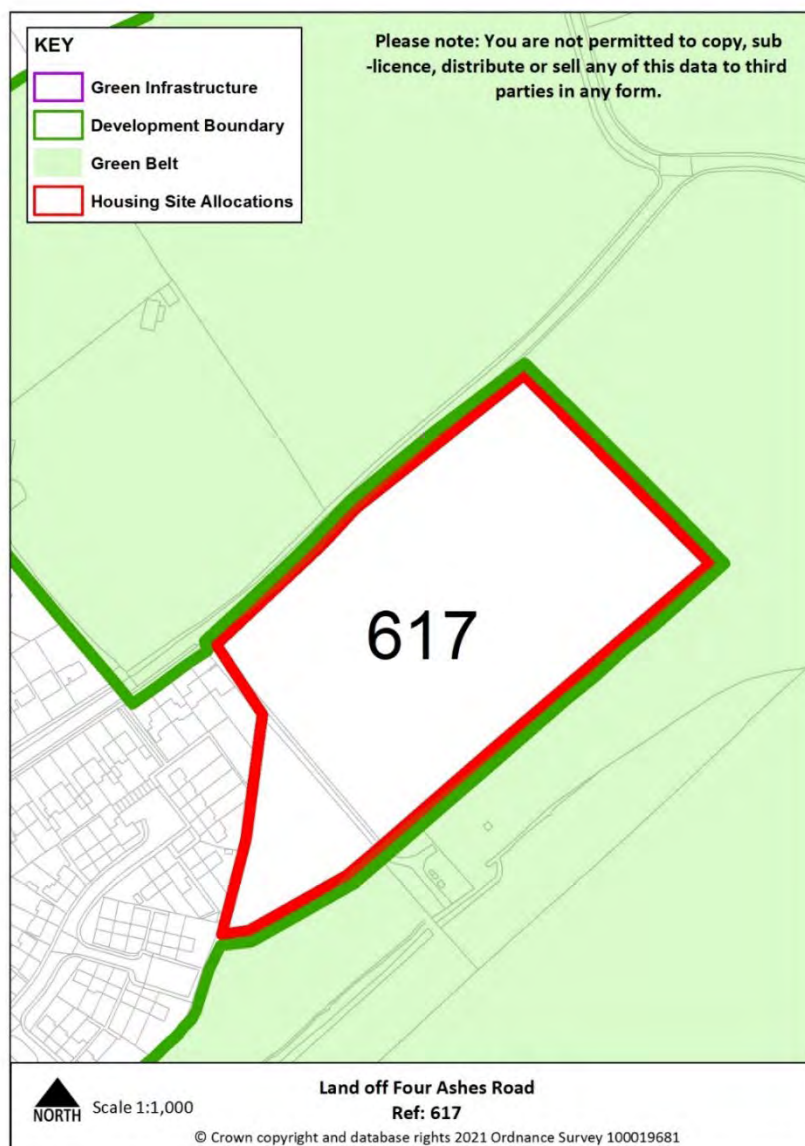 KEY
Green Infrastructure
Development Boundary
Green Belt
Housing Site Allocations
Please note: You are not permitted to copy, sub
-licence, distribute or sell any of this data to third
parties in any form.
617
NORTH
Scale 1:1,000
Land off Four Ashes Road
Ref: 617
© Crown copyright and database rights 2021 Ordnance Survey 100019681